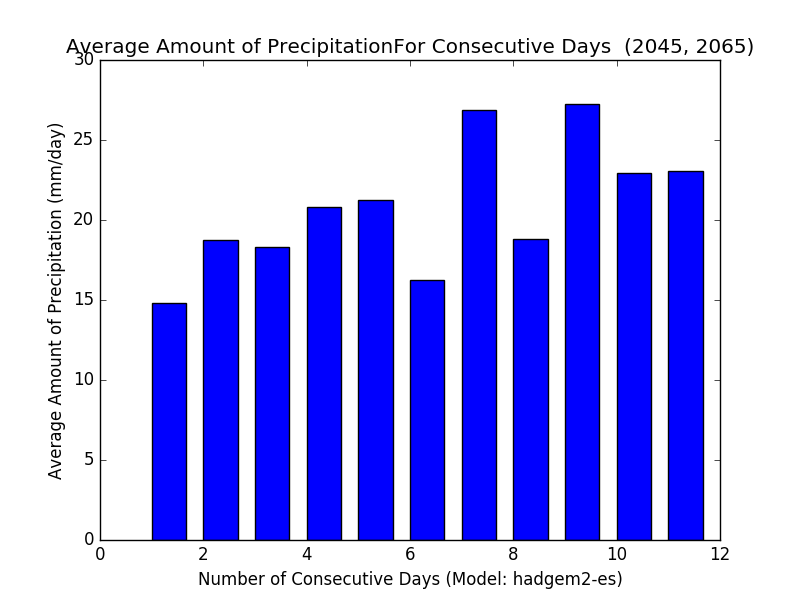 Average Amount of PrecipitationFor Consecutive Days  (2045, 2065)
30
25
20
15
10
5
0
0 2 4 6 8 10 12
Average Amount of Precipitation (mm/day)
Number of Consecutive Days (Model: hadgem2-es)